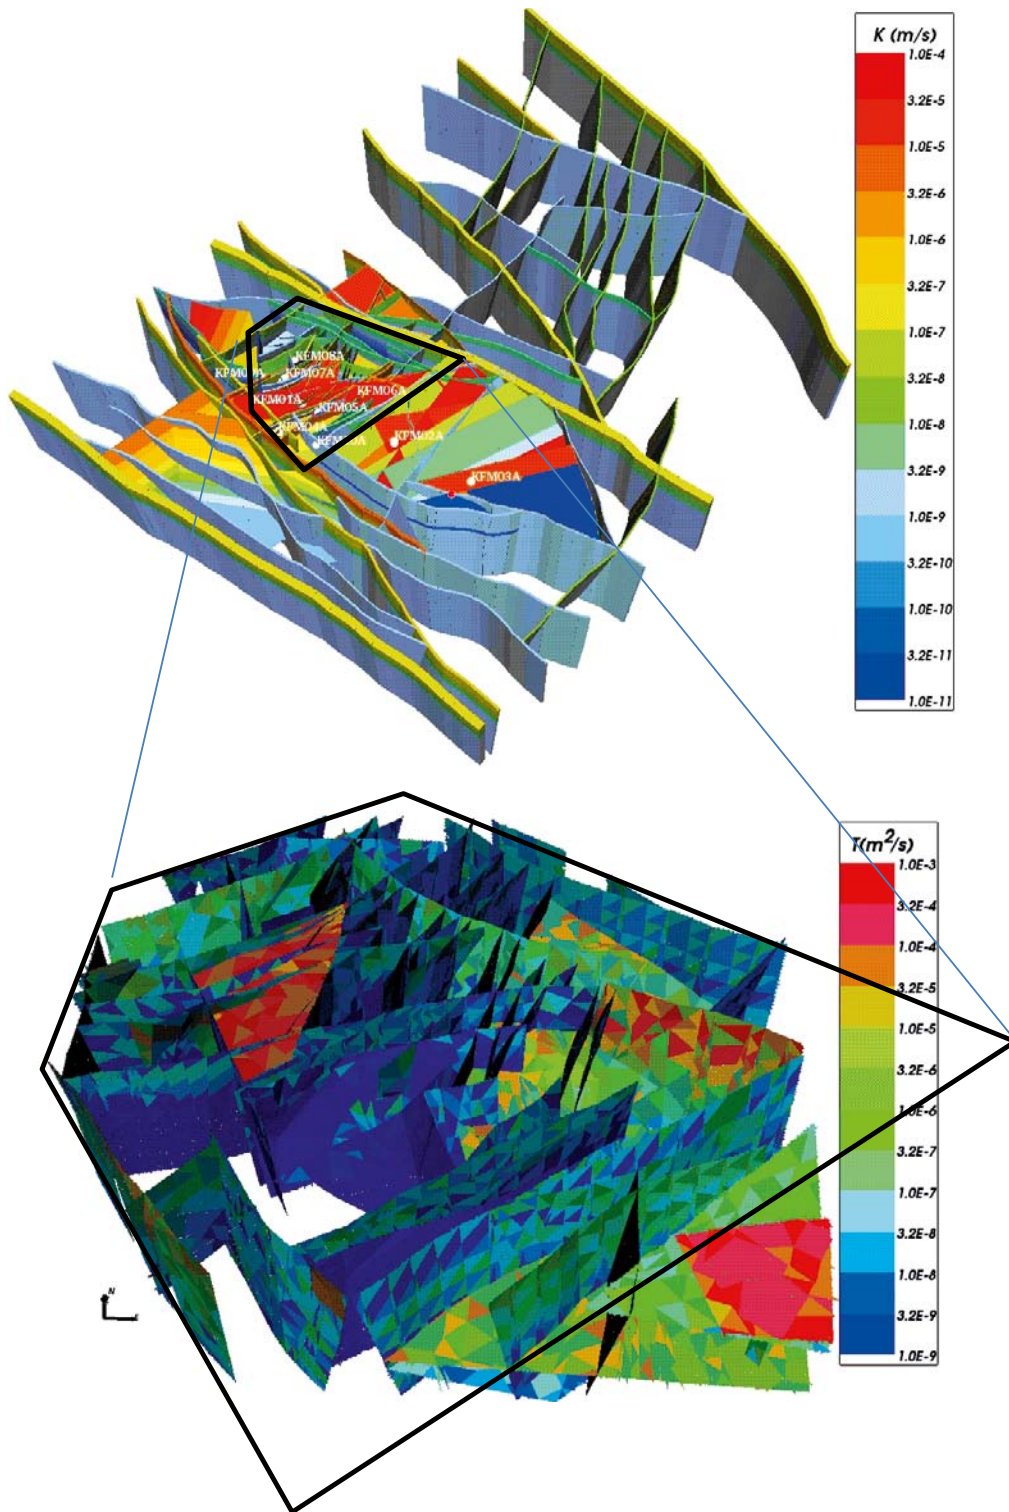 K (m/s)
1.0E-4
3.2E-5
1.0E-5
3.2E-6
1.0E-6
3.2E-7
1.0E-7
3.2E-8
1.0E-8
3.2E-9
1.0E-9
3.2E-10
1.0E-10
3.2E-11
1.0E-11
KFM08A
KFM07A
KFM06A
KFM01A
KFM05A
KFM04A
KFM02A
KFM03A
T(m²/s)
1.0E-3
3.2E-4
1.0E-4
3.2E-5
1.0E-5
3.2E-6
1.0E-6
3.2E-7
1.0E-7
3.2E-8
1.0E-8
3.2E-9
1.0E-9
N